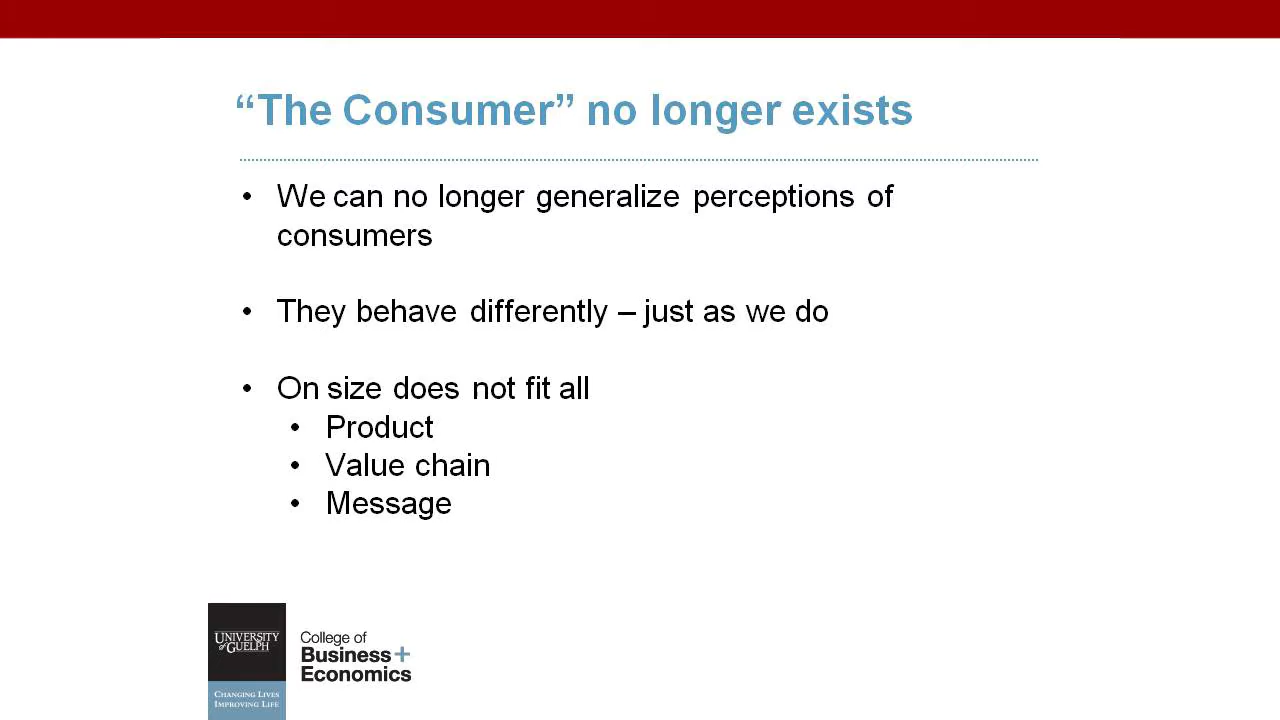 “The Consumer” no longer exists
• We can no longer generalize perceptions of
consumers
• They behave differently – just as we do
• On size does not fit all
• Product
• Value chain
• Message
UNIVERSITY
of GUELPH
CHANGING LIVES
IMPROVING LIFE
College of
Business+
Economics